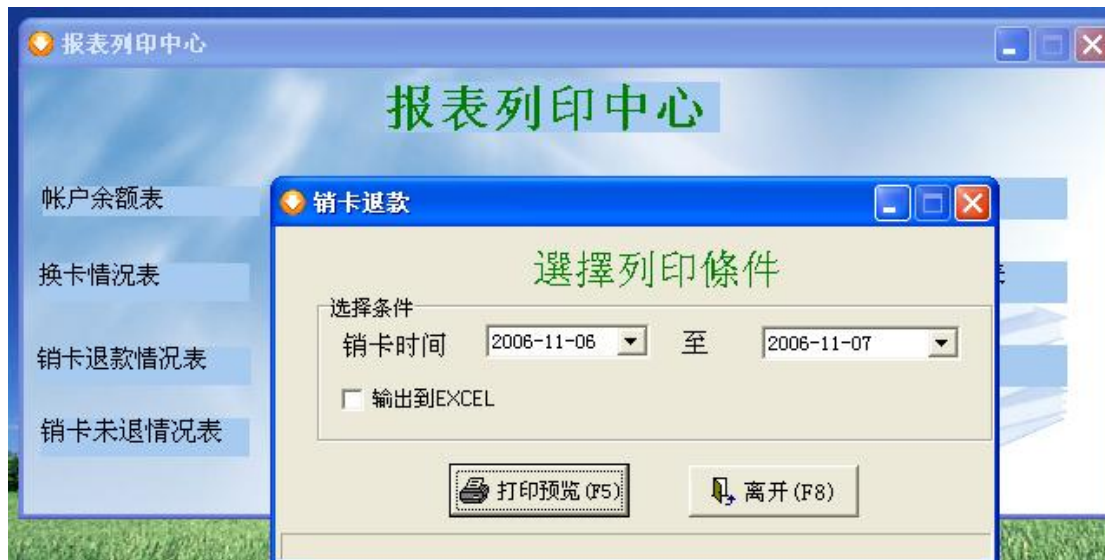 报表列印中心
报表列印中心
帐户余额表
换卡情况表
销卡退款情况表
销卡未退情况表
销卡退款
選擇列印條件
选择条件
销卡时间 2006-11-06 至 2006-11-07
输出到EXCEL
打印预览(F5) 离开(F8)